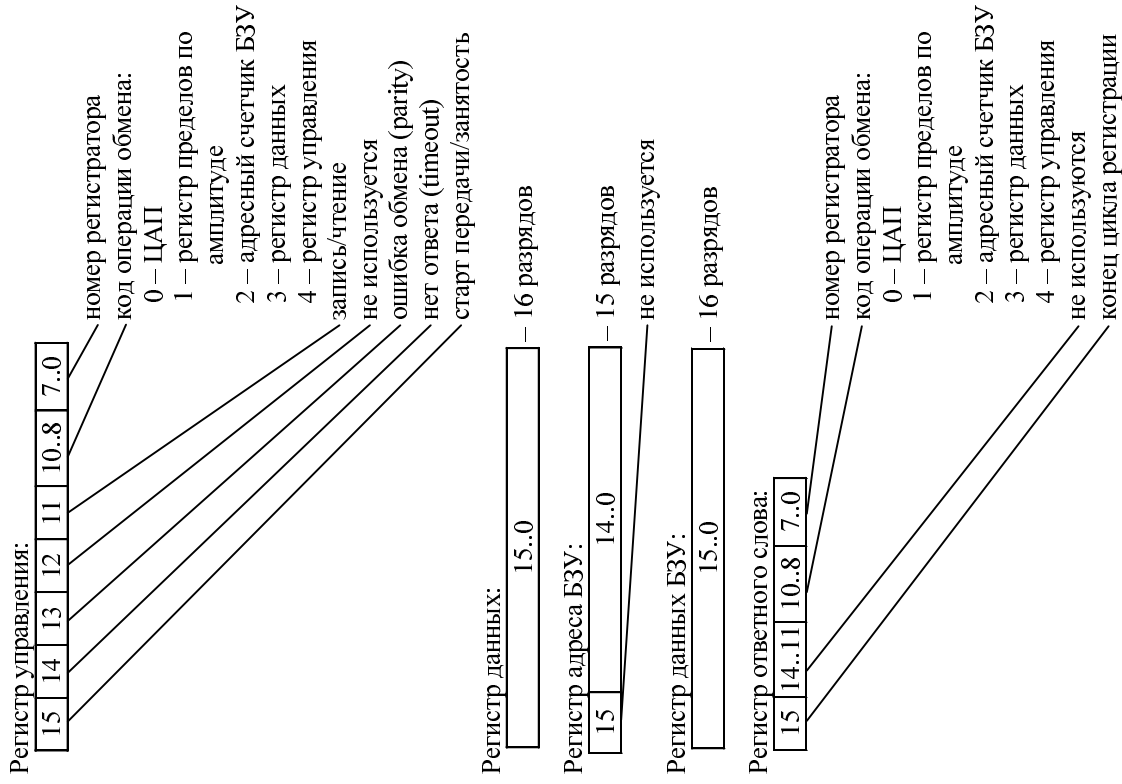 Регистр управления:
15 14 13 12 11 10..8 7..0
номер регистратора
код операции обмена:
0 – ЦАП
1 – регистр пределов по
амплитуде
2 – адресный счетчик БЗУ
3 – регистр данных
4 – регистр управления
запись/чтение
не используется
ошибка обмена (parity)
нет ответа (timeout)
старт передачи/занятость
Регистр данных:
15..0 – 16 разрядов
Регистр адреса БЗУ:
15 14..0 – 15 разрядов
не используется
Регистр данных БЗУ:
15..0 – 16 разрядов
Регистр ответного слова:
15 14..11 10..8 7..0
номер регистратора
код операции обмена:
0 – ЦАП
1 – регистр пределов по
амплитуде
2 – адресный счетчик БЗУ
3 – регистр данных
4 – регистр управления
не используются
конец цикла регистрации